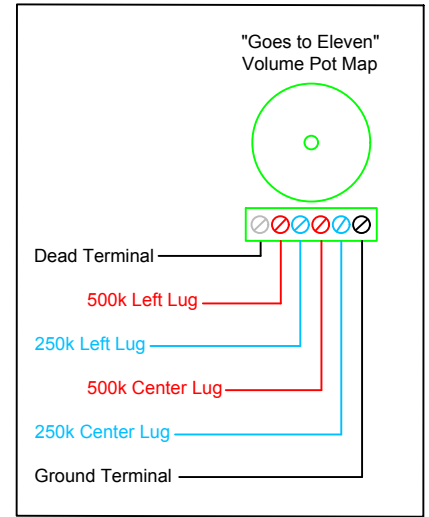 "Goes to Eleven"
Volume Pot Map
Dead Terminal
500k Left Lug
250k Left Lug
500k Center Lug
250k Center Lug
Ground Terminal